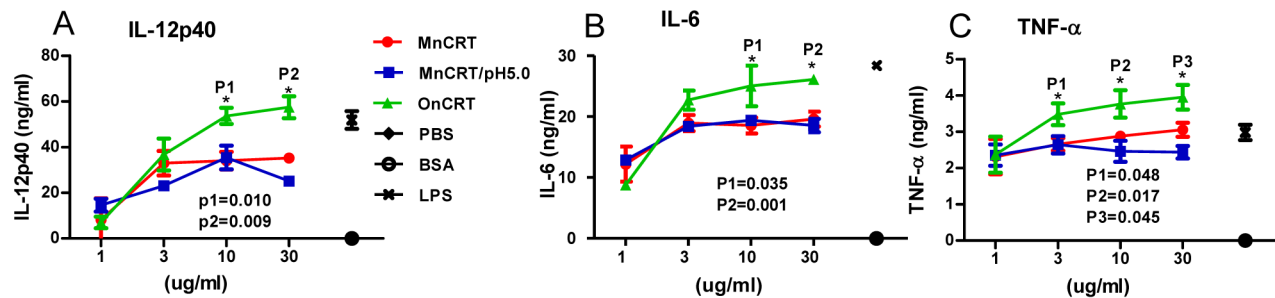 A
IL-12p40
IL-12p40 (ng/ml)
80
60
40
20
0
P1
*
P2
*
p1=0.010
p2=0.009
1
3
10
30
(ug/ml)
MnCRT
MnCRT/pH5.0
OnCRT
PBS
BSA
LPS
B
IL-6
IL-6 (ng/ml)
30
20
10
0
P1
*
P2
*
P1=0.035
P2=0.001
1
3
10
30
(ug/ml)
C
TNF-α
TNF-α (ng/ml)
5
4
3
2
1
0
P1
*
P2
*
P3
*
P1=0.048
P2=0.017
P3=0.045
1
3
10
30
(ug/ml)